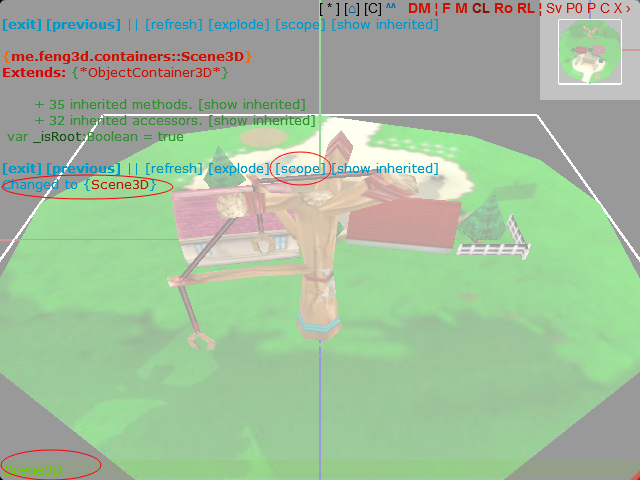 [ * ] [⌂] [C] ^^ DM ¦ F M CL Ro RL ¦ Sv P0 P C X ›
[exit] [previous] || [refresh] [explode] [scope] [show inherited]
{me.feng3d.containers::Scene3D}
Extends: {*ObjectContainer3D*}
+ 35 inherited methods. [show inherited]
+ 32 inherited accessors. [show inherited]
var _isRoot:Boolean = true
[exit] [previous] || [refresh] [explode] [scope] [show inherited]
Changed to {Scene3D}
Scene3D